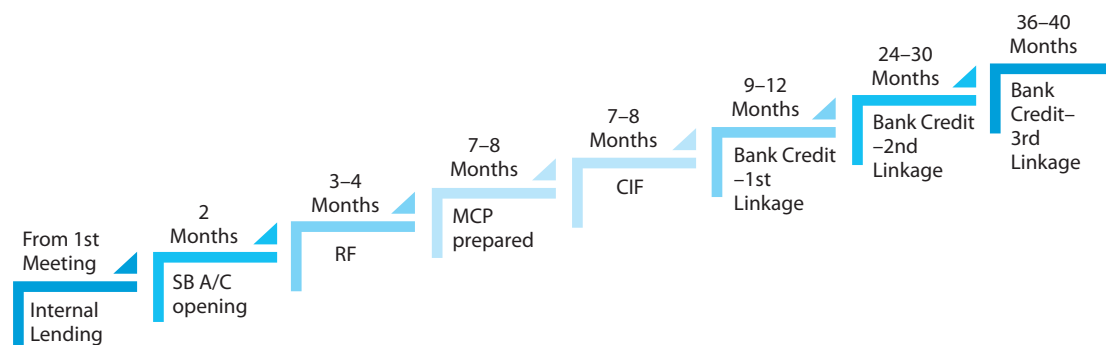 From 1st
Meeting
Internal
Lending
2
Months
SB A/C
opening
3–4
Months
RF
7–8
Months
MCP
prepared
7–8
Months
CIF
9–12
Months
Bank Credit
–1st
Linkage
24–30
Months
Bank Credit
–2nd
Linkage
36–40
Months
Bank
Credit–
3rd
Linkage